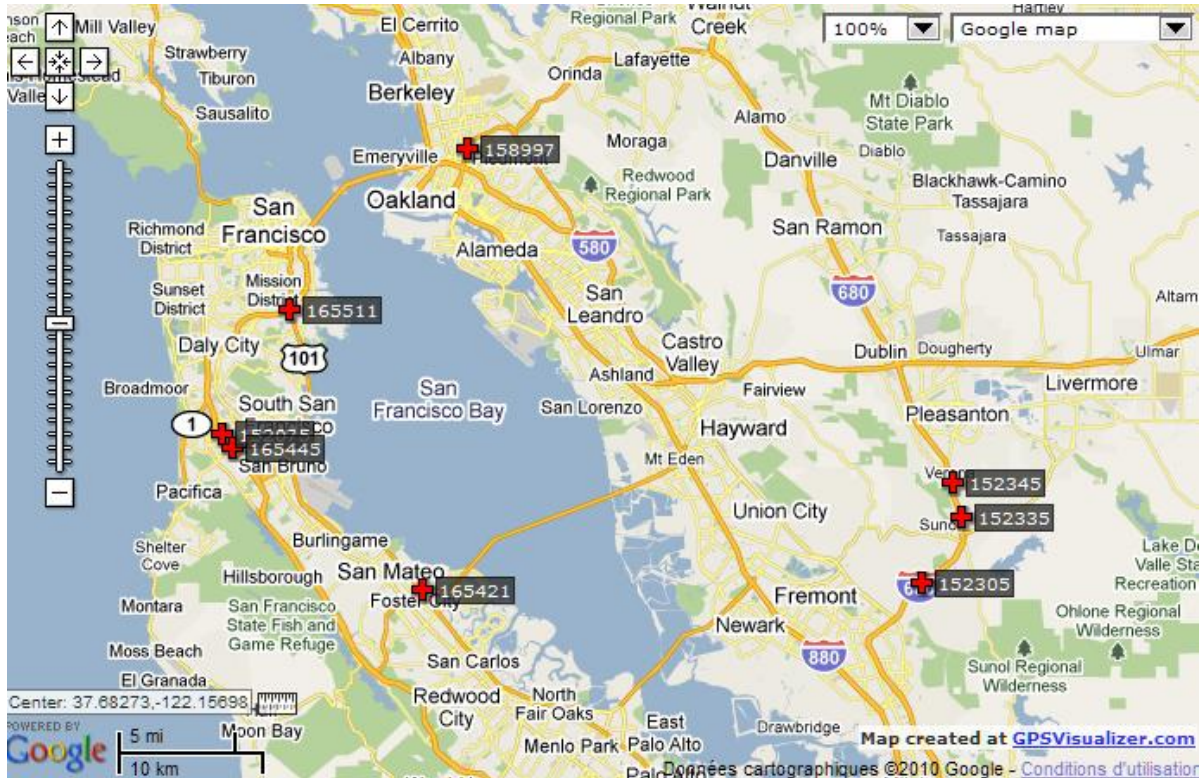 Mill Valley
Strawberry
Tiburon
Sausalito
El Cerrito
Albany
Berkeley
Emeryville
Oakland
Alameda
Regional Park
Walnut
Creek
Lafayette
Orinda
Moraga
Redwood
Regional Park
Hartley
100%
Google map
Mt Diablo
State Park
Alamo
Danville
Diablo
Blackhawk-Camino
Tassajara
San Ramon
Tassajara
158997
San
Francisco
Richmond
District
Sunset
District
Mission
165511
Daly City
101
Broadmoor
South San
1
165445
San Bruno
Pacifica
San
Francisco Bay
580
San
Leandro
Castro
Valley
Ashland
San Lorenzo
Hayward
Fairview
Mt Eden
Union City
680
Dublin
Dougherty
Altam
Ulmar
Livermore
Pleasanton
152345
152335
152305
Lake D
Valle Sta
Recreation
Ohlone Regional
Wilderness
Sunol Regional
Wilderness
Fremont
Newark
880
Drawbridge
Shelter
Cove
Burlingame
Hillsborough
San Mateo
Foster City
165421
Montara
San Francisco
State Fish and
Game Refuge
Moss Beach
El Granada
San Carlos
Redwood
City
North
Fair Oaks
Menlo Park
East
Palo Alto
Moon Bay
Center: 37.68273,-122.15698
POWERED BY
Google
5 mi
10 km
Map created at GPSVisualizer.com
Données cartographiques ©2010 Google - Conditions d'utilisation